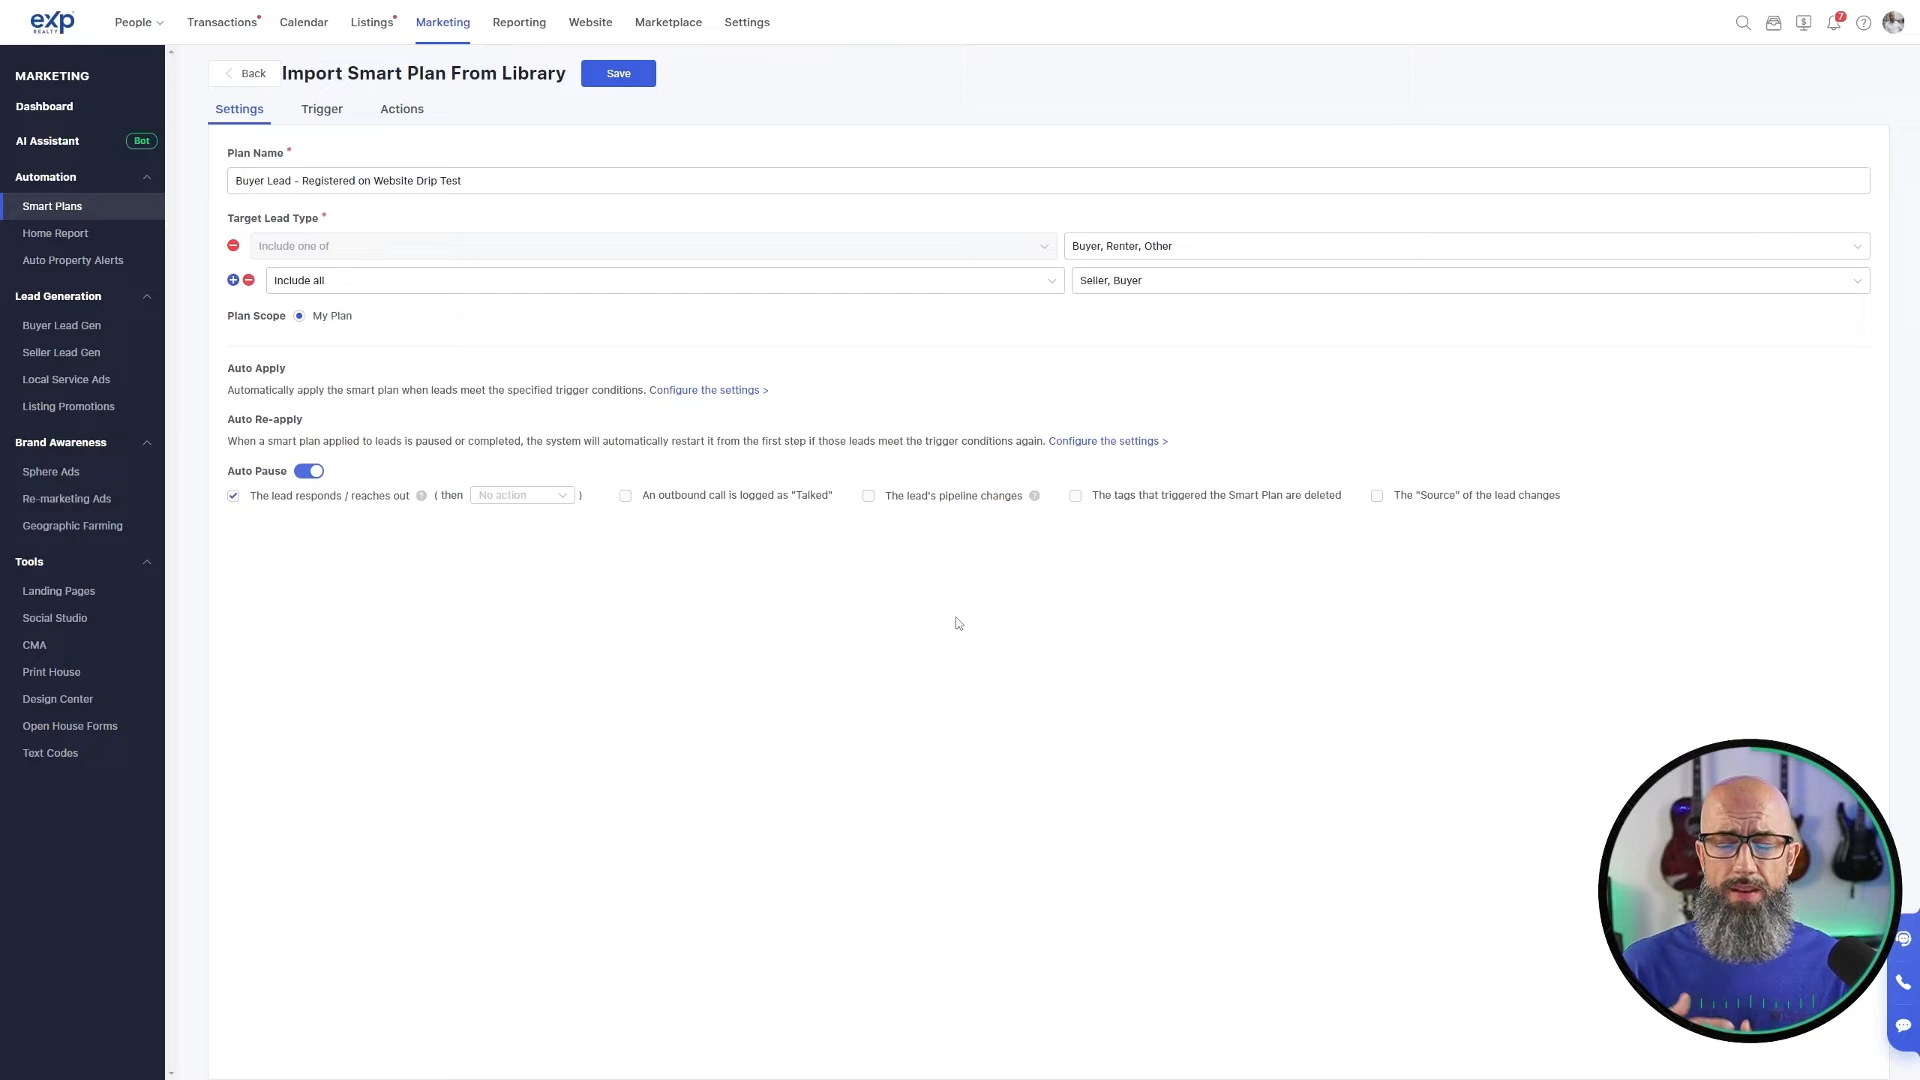 eXp
REALTY
People
Transactions
Calendar
Listings
Marketing
Reporting
Website
Marketplace
Settings
7
MARKETING
Dashboard
AI Assistant
Bot
Automation
Smart Plans
Home Report
Auto Property Alerts
Lead Generation
Buyer Lead Gen
Seller Lead Gen
Local Service Ads
Listing Promotions
Brand Awareness
Sphere Ads
Re-marketing Ads
Geographic Farming
Tools
Landing Pages
Social Studio
CMA
Print House
Design Center
Open House Forms
Text Codes
Back
Import Smart Plan From Library
Save
Settings
Trigger
Actions
Plan Name *
Buyer Lead - Registered on Website Drip Test
Target Lead Type *
Include one of
Buyer, Renter, Other
Include all
Seller, Buyer
Plan Scope My Plan
Auto Apply
Automatically apply the smart plan when leads meet the specified trigger conditions. Configure the settings >
Auto Re-apply
When a smart plan applied to leads is paused or completed, the system will automatically restart it from the first step if those leads meet the trigger conditions again. Configure the settings >
Auto Pause
The lead responds / reaches out ? ( then No action )
An outbound call is logged as "Talked"
The lead's pipeline changes ?
The tags that triggered the Smart Plan are deleted
The "Source" of the lead changes